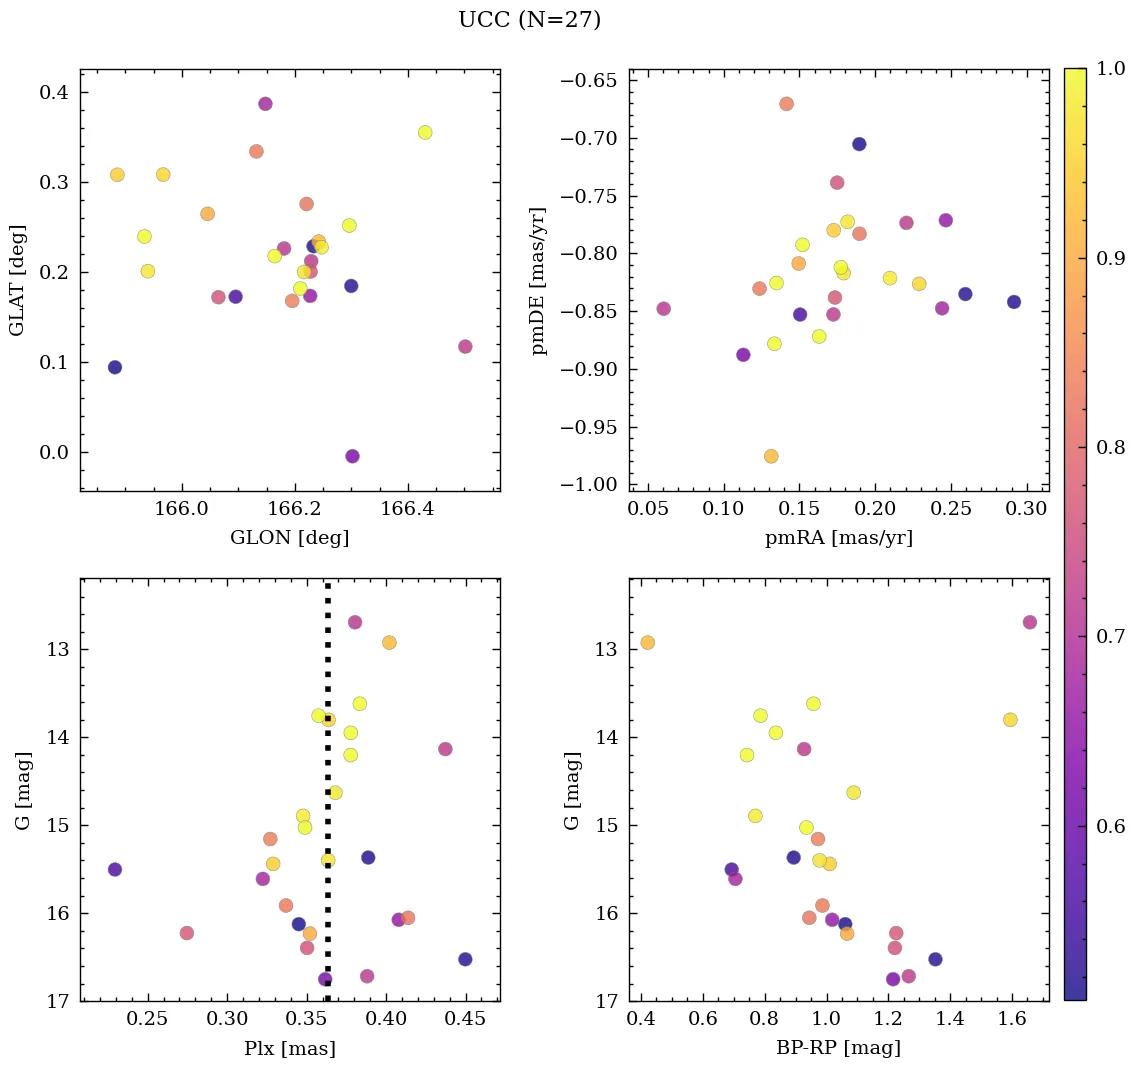 UCC (N=27)
0.4
0.3
0.2
0.1
0.0
GLAT [deg]
166.0 166.2 166.4
GLON [deg]
−0.65
−0.70
−0.75
−0.80
−0.85
−0.90
−0.95
−1.00
pmDE [mas/yr]
0.05 0.10 0.15 0.20 0.25 0.30
pmRA [mas/yr]
1.0
0.9
0.8
0.7
0.6
13
14
15
16
17
G [mag]
0.25 0.30 0.35 0.40 0.45
Plx [mas]
13
14
15
16
17
G [mag]
0.4 0.6 0.8 1.0 1.2 1.4 1.6
BP-RP [mag]